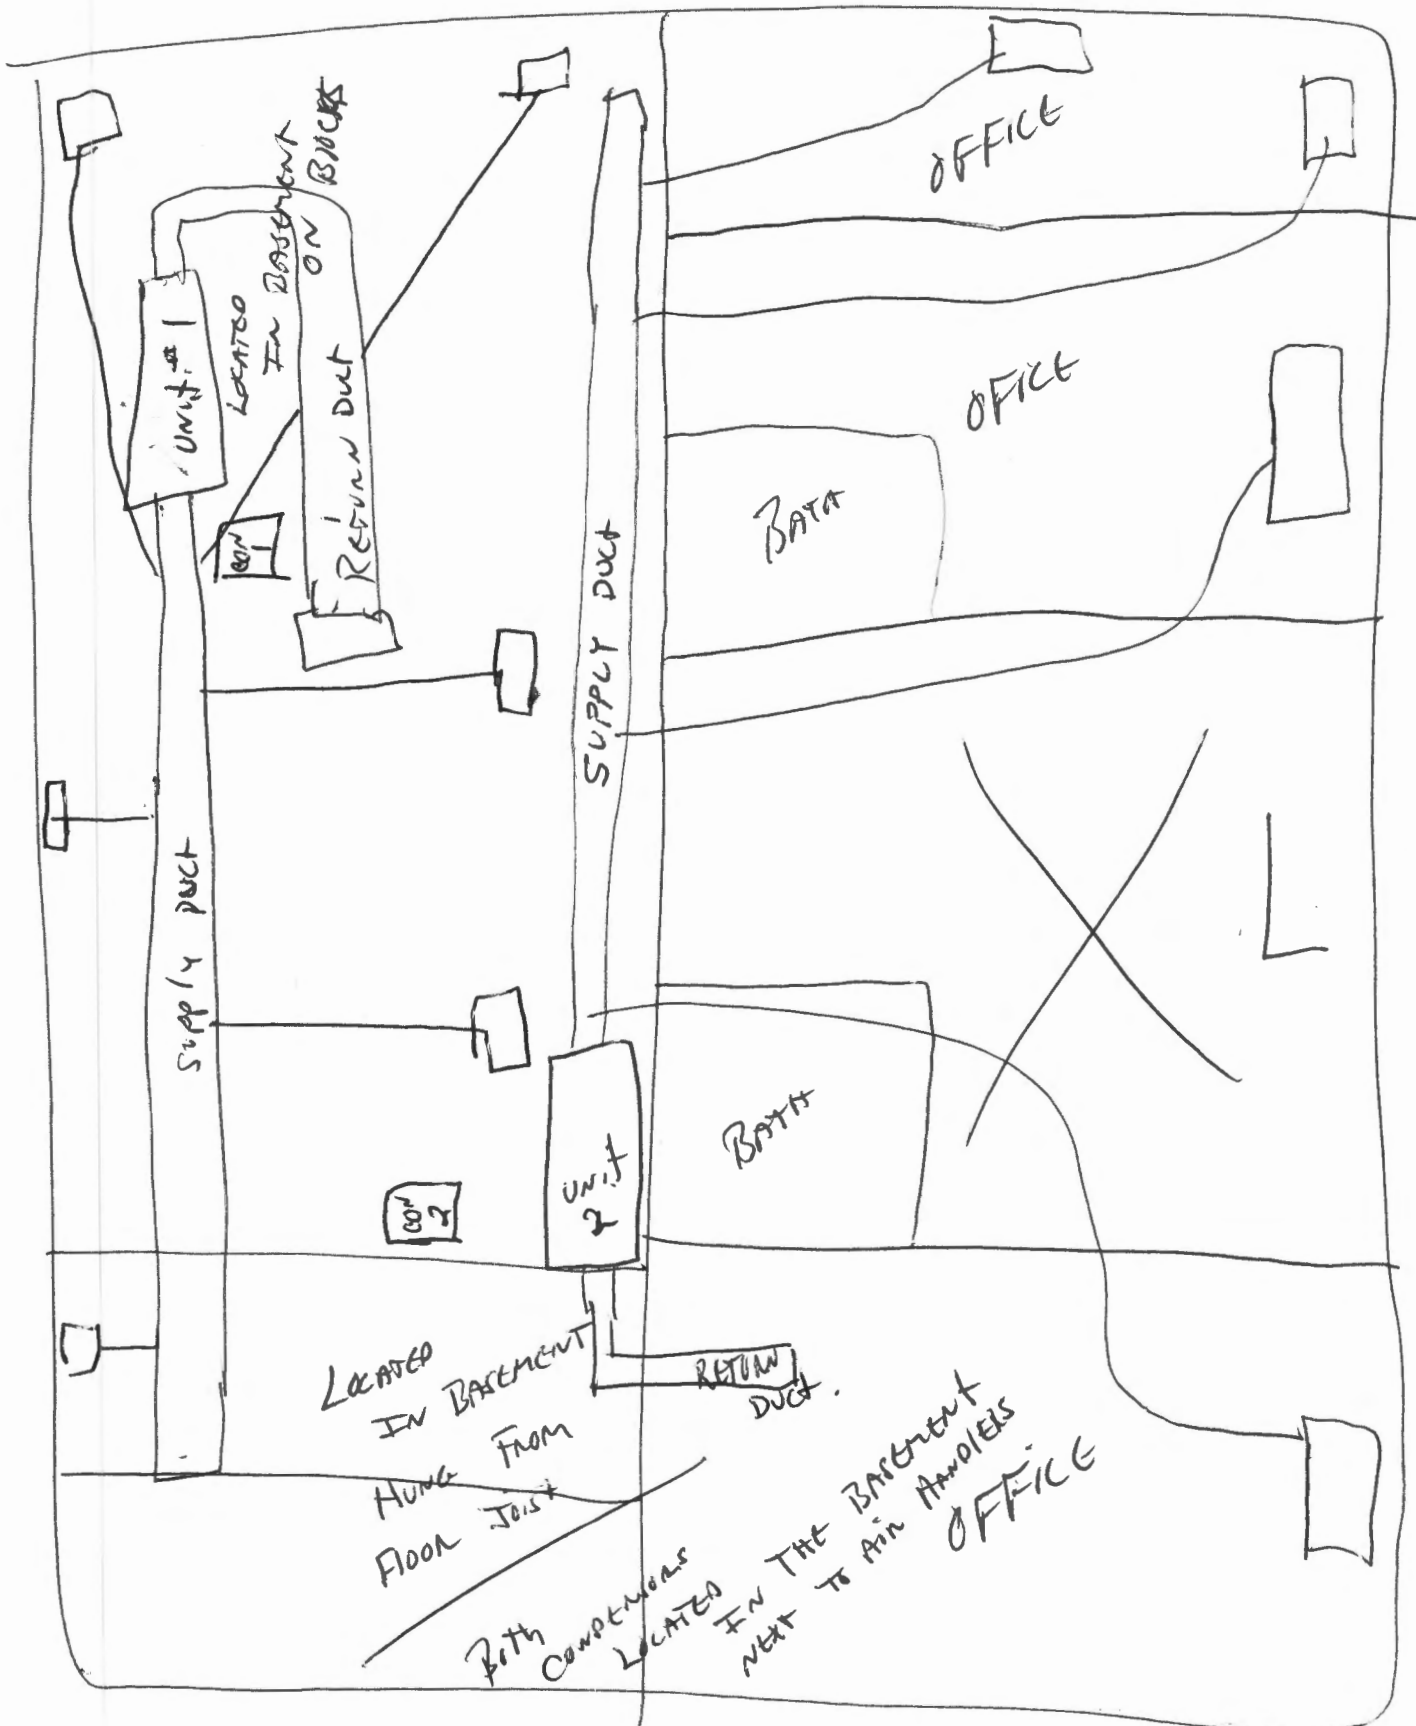 OFFICE
LOCATED
IN BASEMENT
ON BLOCKS
UNIT #1
RETURN DUCT
CON
1
OFFICE
BATH
SUPPLY DUCT
SUPPLY DUCT
BATH
UNIT
2
CON
2
RETURN
DUCT.
LOCATED
IN BASEMENT
HUNG FROM
FLOOR JOIST
OFFICE
BOTH
CONDENSORS
LOCATED
IN THE BASEMENT
NEXT TO AIR HANDLERS